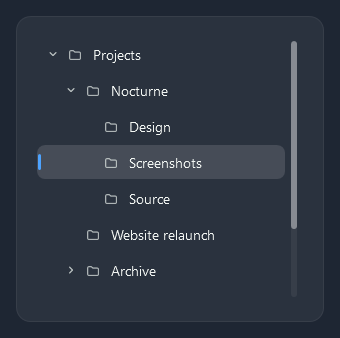 Projects
Nocturne
Design
Screenshots
Source
Website relaunch
Archive